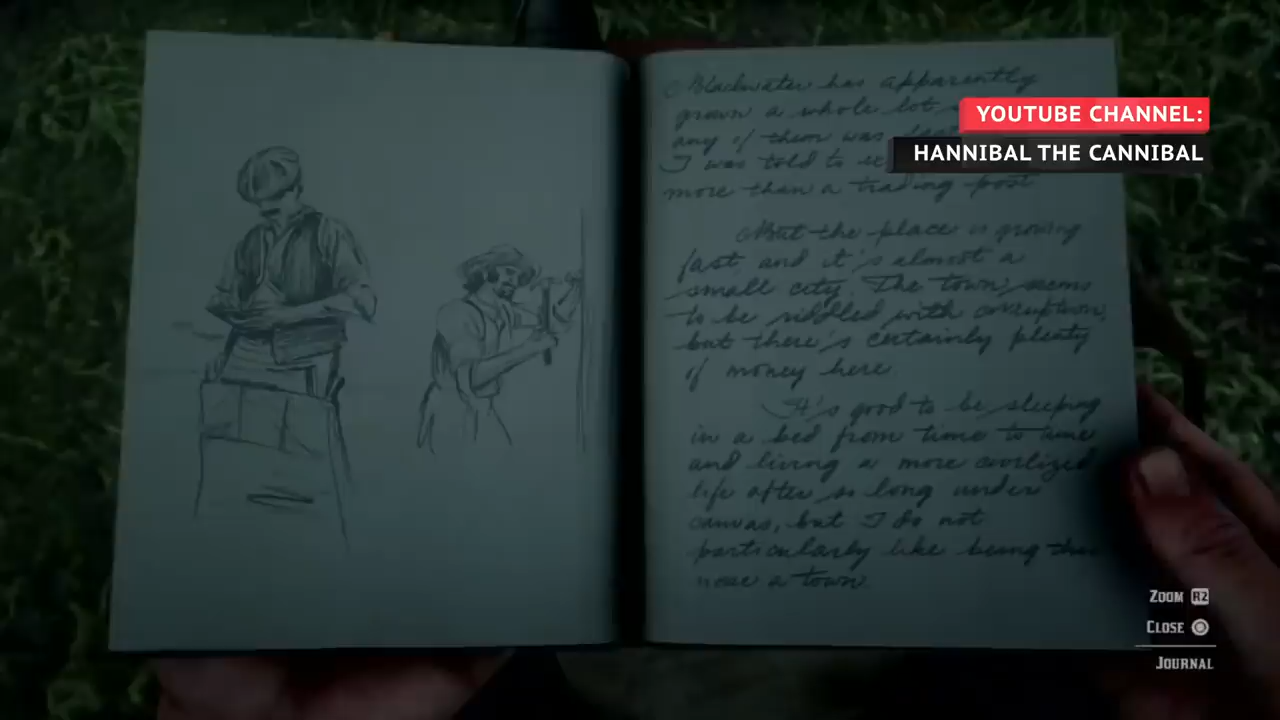 Blackwater has apparently
grown a whole lot
any of them was
I was told to it
more than a trading post
YOUTUBE CHANNEL:
HANNIBAL THE CANNIBAL
But the place is growing
fast and it's almost a
small city. The town seems
to be riddled with corruption,
but there's certainly plenty
of money here.
It's good to be sleeping
in a bed from time to time
and living a more civilized
life after so long under
canvas, but I do not
particularly like being this
near a town.
ZOOM R2
CLOSE
JOURNAL